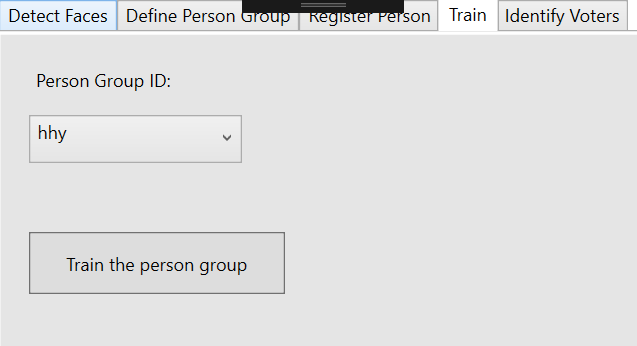 Detect Faces Define Person Group Register Person Train Identify Voters
Person Group ID:
hhy
Train the person group